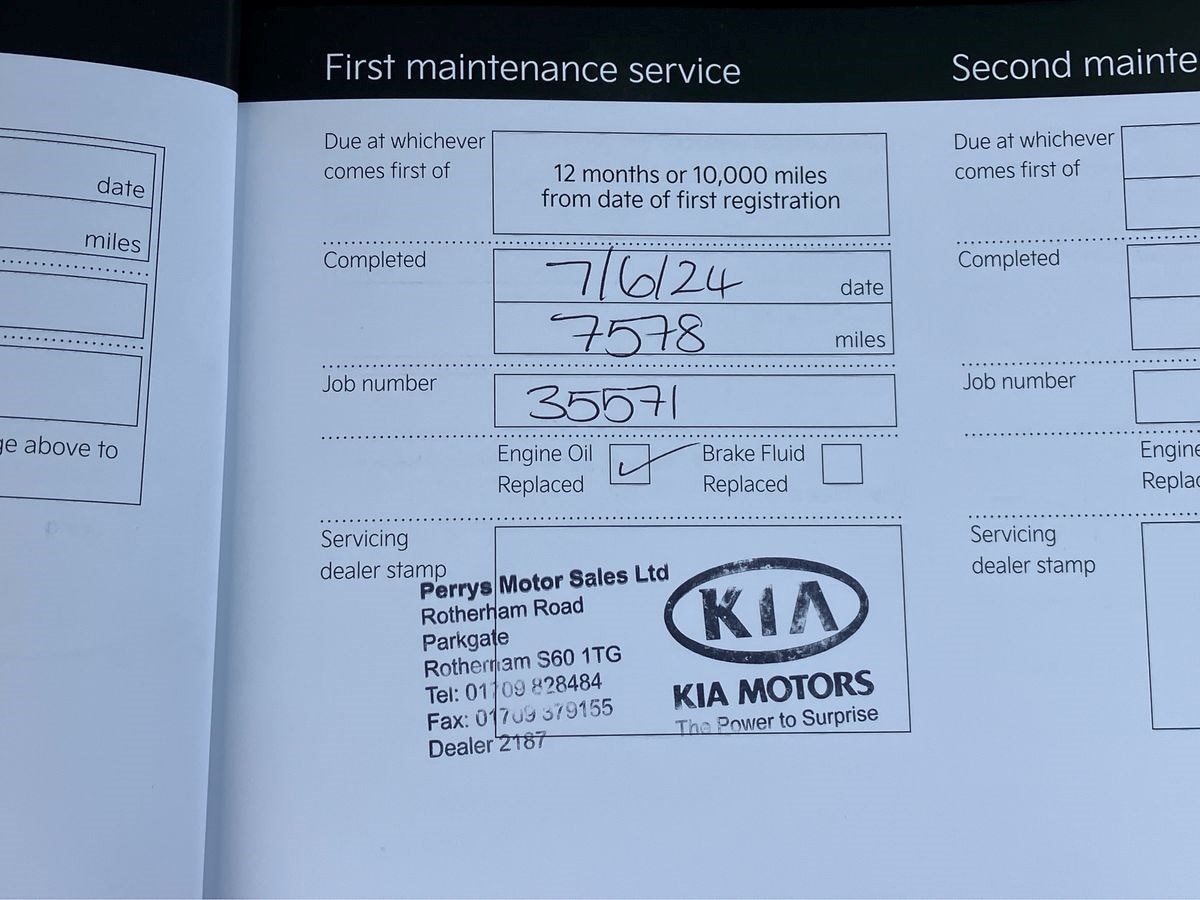 First maintenance service
Second mainte
date
miles
ge above to
Due at whichever
comes first of
12 months or 10,000 miles
from date of first registration
Completed
7/6/24 date
7578 miles
Job number
35571
Engine Oil
Replaced
Brake Fluid
Replaced
Servicing
dealer stamp
Perrys Motor Sales Ltd
Rotherham Road
Parkgate
Rotherham S60 1TG
Tel: 01709 828484
Fax: 01709 379155
Dealer 2187
KIA
KIA MOTORS
The Power to Surprise
Due at whichever
comes first of
Completed
Job number
Engine
Replac
Servicing
dealer stamp